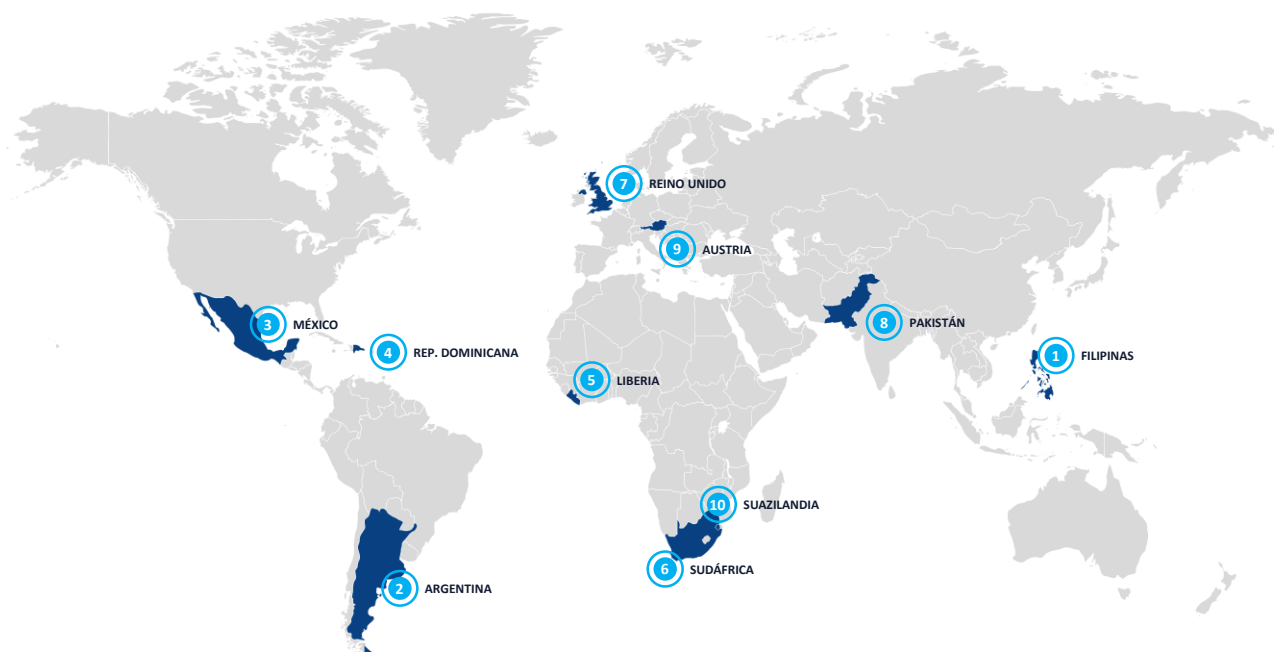 7 REINO UNIDO
9 AUSTRIA
3 MÉXICO
8 PAKISTÁN
4 REP. DOMINICANA
1 FILIPINAS
5 LIBERIA
10 SUAZILANDIA
6 SUDÁFRICA
2 ARGENTINA